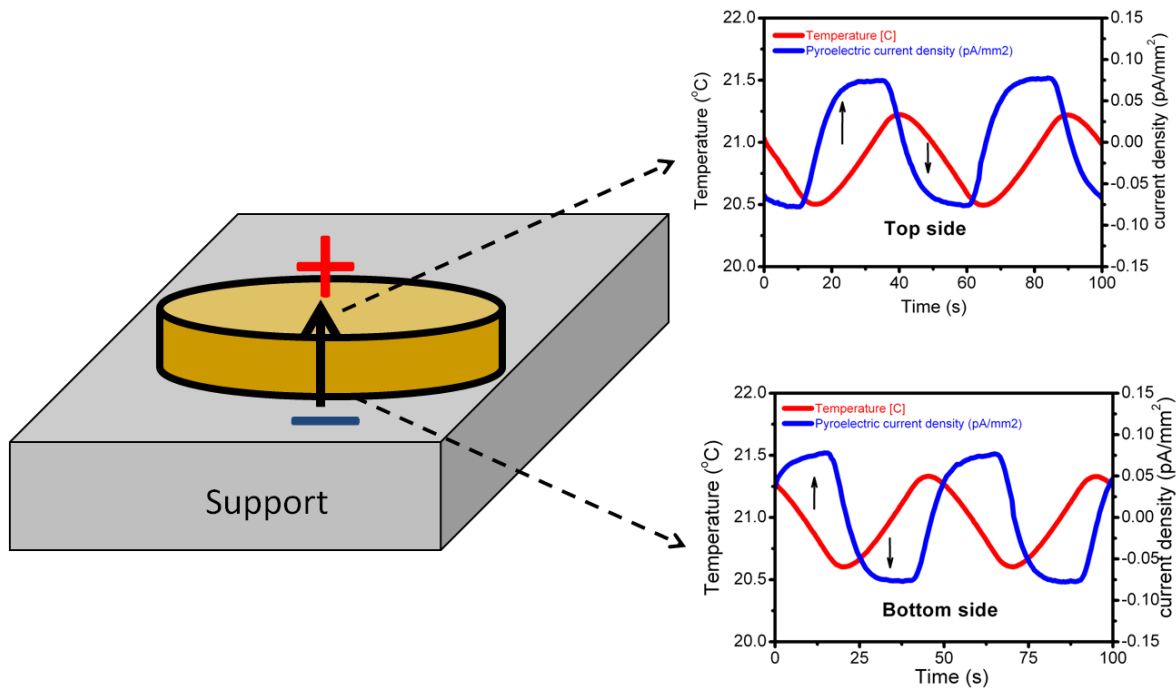 +
−
Support
Temperature [C]
Pyroelectric current density (pA/mm2)
Temperature (°C)
22.0
21.5
21.0
20.5
20.0
0.15
0.10
0.05
0.00
-0.05
-0.10
-0.15
current density (pA/mm²)
Top side
0 20 40 60 80 100
Time (s)
Temperature [C]
Pyroelectric current density (pA/mm2)
Temperature (°C)
22.0
21.5
21.0
20.5
20.0
0.15
0.10
0.05
0.00
-0.05
-0.10
-0.15
current density (pA/mm²)
Bottom side
0 25 50 75 100
Time (s)